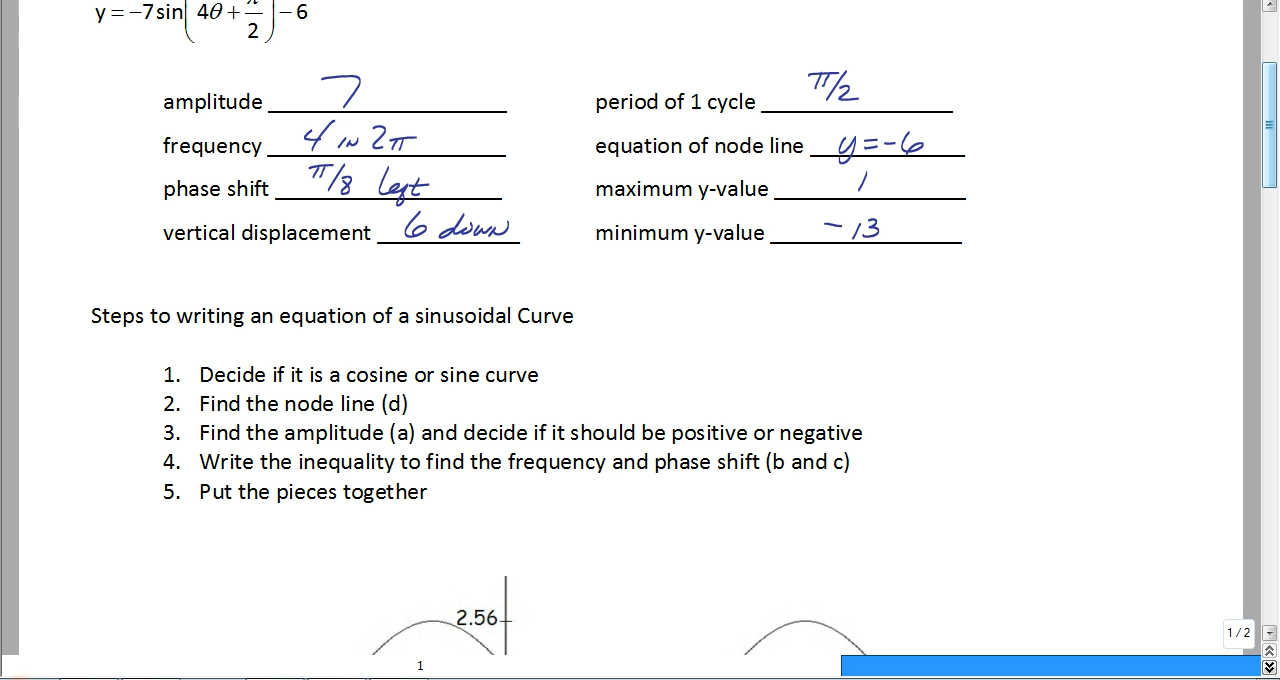 y = −7sin(4θ + π/2) − 6
amplitude 7 period of 1 cycle π/2
frequency 4 IN 2π equation of node line y = −6
phase shift π/8 left maximum y-value 1
vertical displacement 6 down minimum y-value −13
Steps to writing an equation of a sinusoidal Curve
1. Decide if it is a cosine or sine curve
2. Find the node line (d)
3. Find the amplitude (a) and decide if it should be positive or negative
4. Write the inequality to find the frequency and phase shift (b and c)
5. Put the pieces together
2.56
1 / 2
1